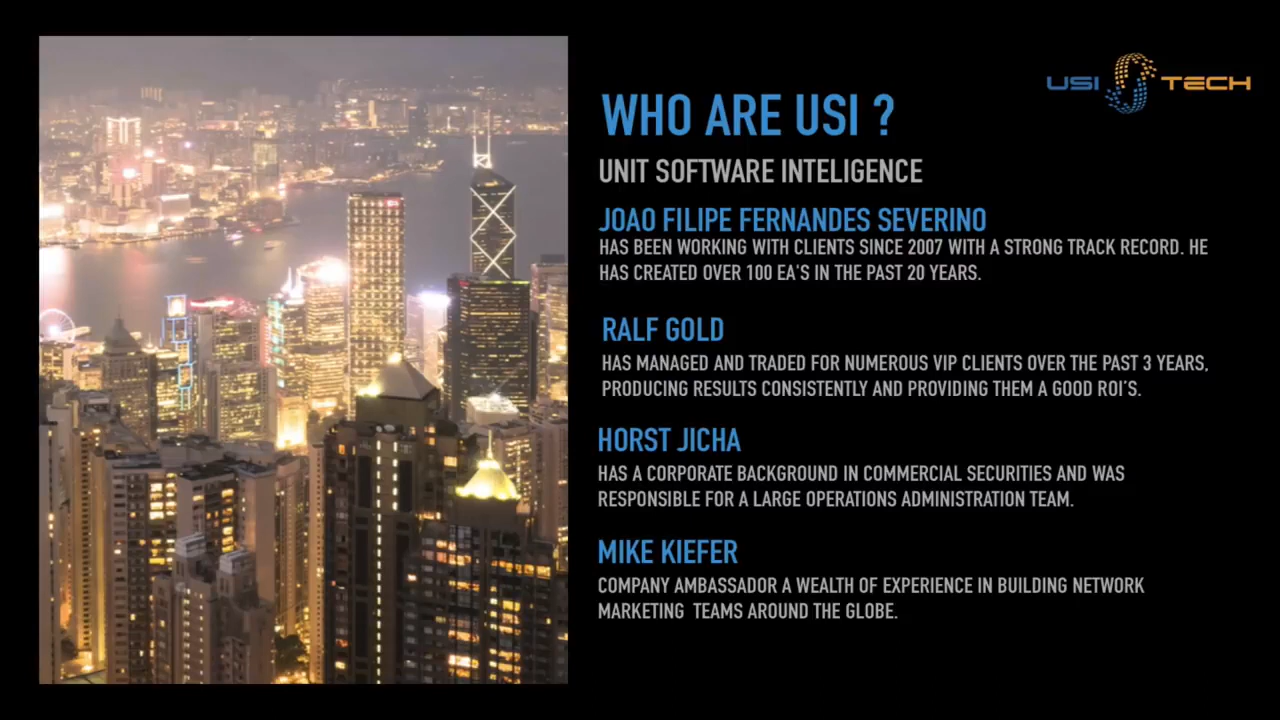 USI TECH
WHO ARE USI ?
UNIT SOFTWARE INTELIGENCE
JOAO FILIPE FERNANDES SEVERINO
HAS BEEN WORKING WITH CLIENTS SINCE 2007 WITH A STRONG TRACK RECORD. HE
HAS CREATED OVER 100 EA'S IN THE PAST 20 YEARS.
RALF GOLD
HAS MANAGED AND TRADED FOR NUMEROUS VIP CLIENTS OVER THE PAST 3 YEARS,
PRODUCING RESULTS CONSISTENTLY AND PROVIDING THEM A GOOD ROI'S.
HORST JICHA
HAS A CORPORATE BACKGROUND IN COMMERCIAL SECURITIES AND WAS
RESPONSIBLE FOR A LARGE OPERATIONS ADMINISTRATION TEAM.
MIKE KIEFER
COMPANY AMBASSADOR A WEALTH OF EXPERIENCE IN BUILDING NETWORK
MARKETING TEAMS AROUND THE GLOBE.